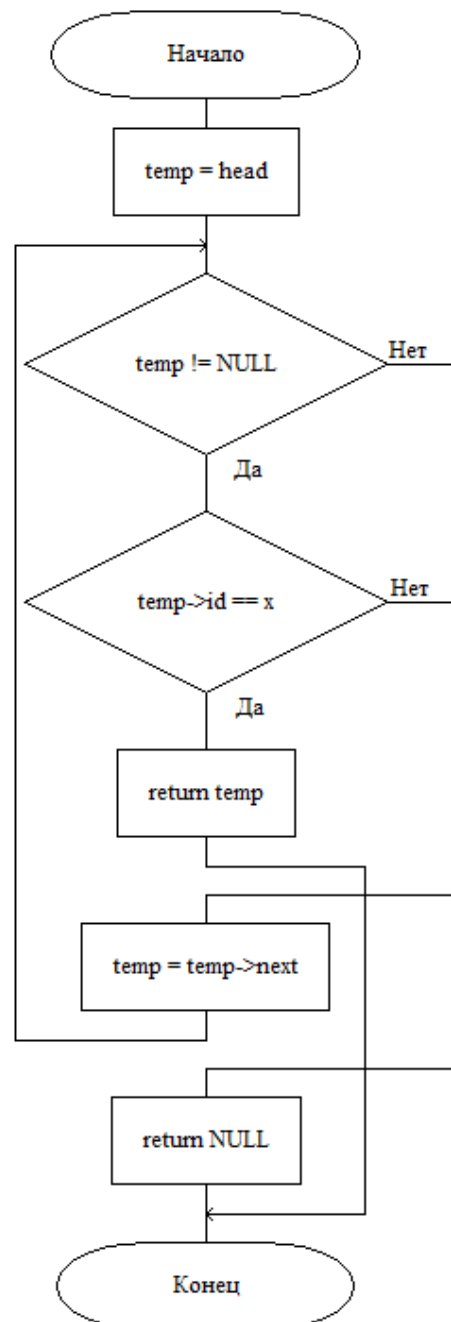 Начало
temp = head
temp != NULL
Нет
Да
temp->id == x
Нет
Да
return temp
temp = temp->next
return NULL
Конец